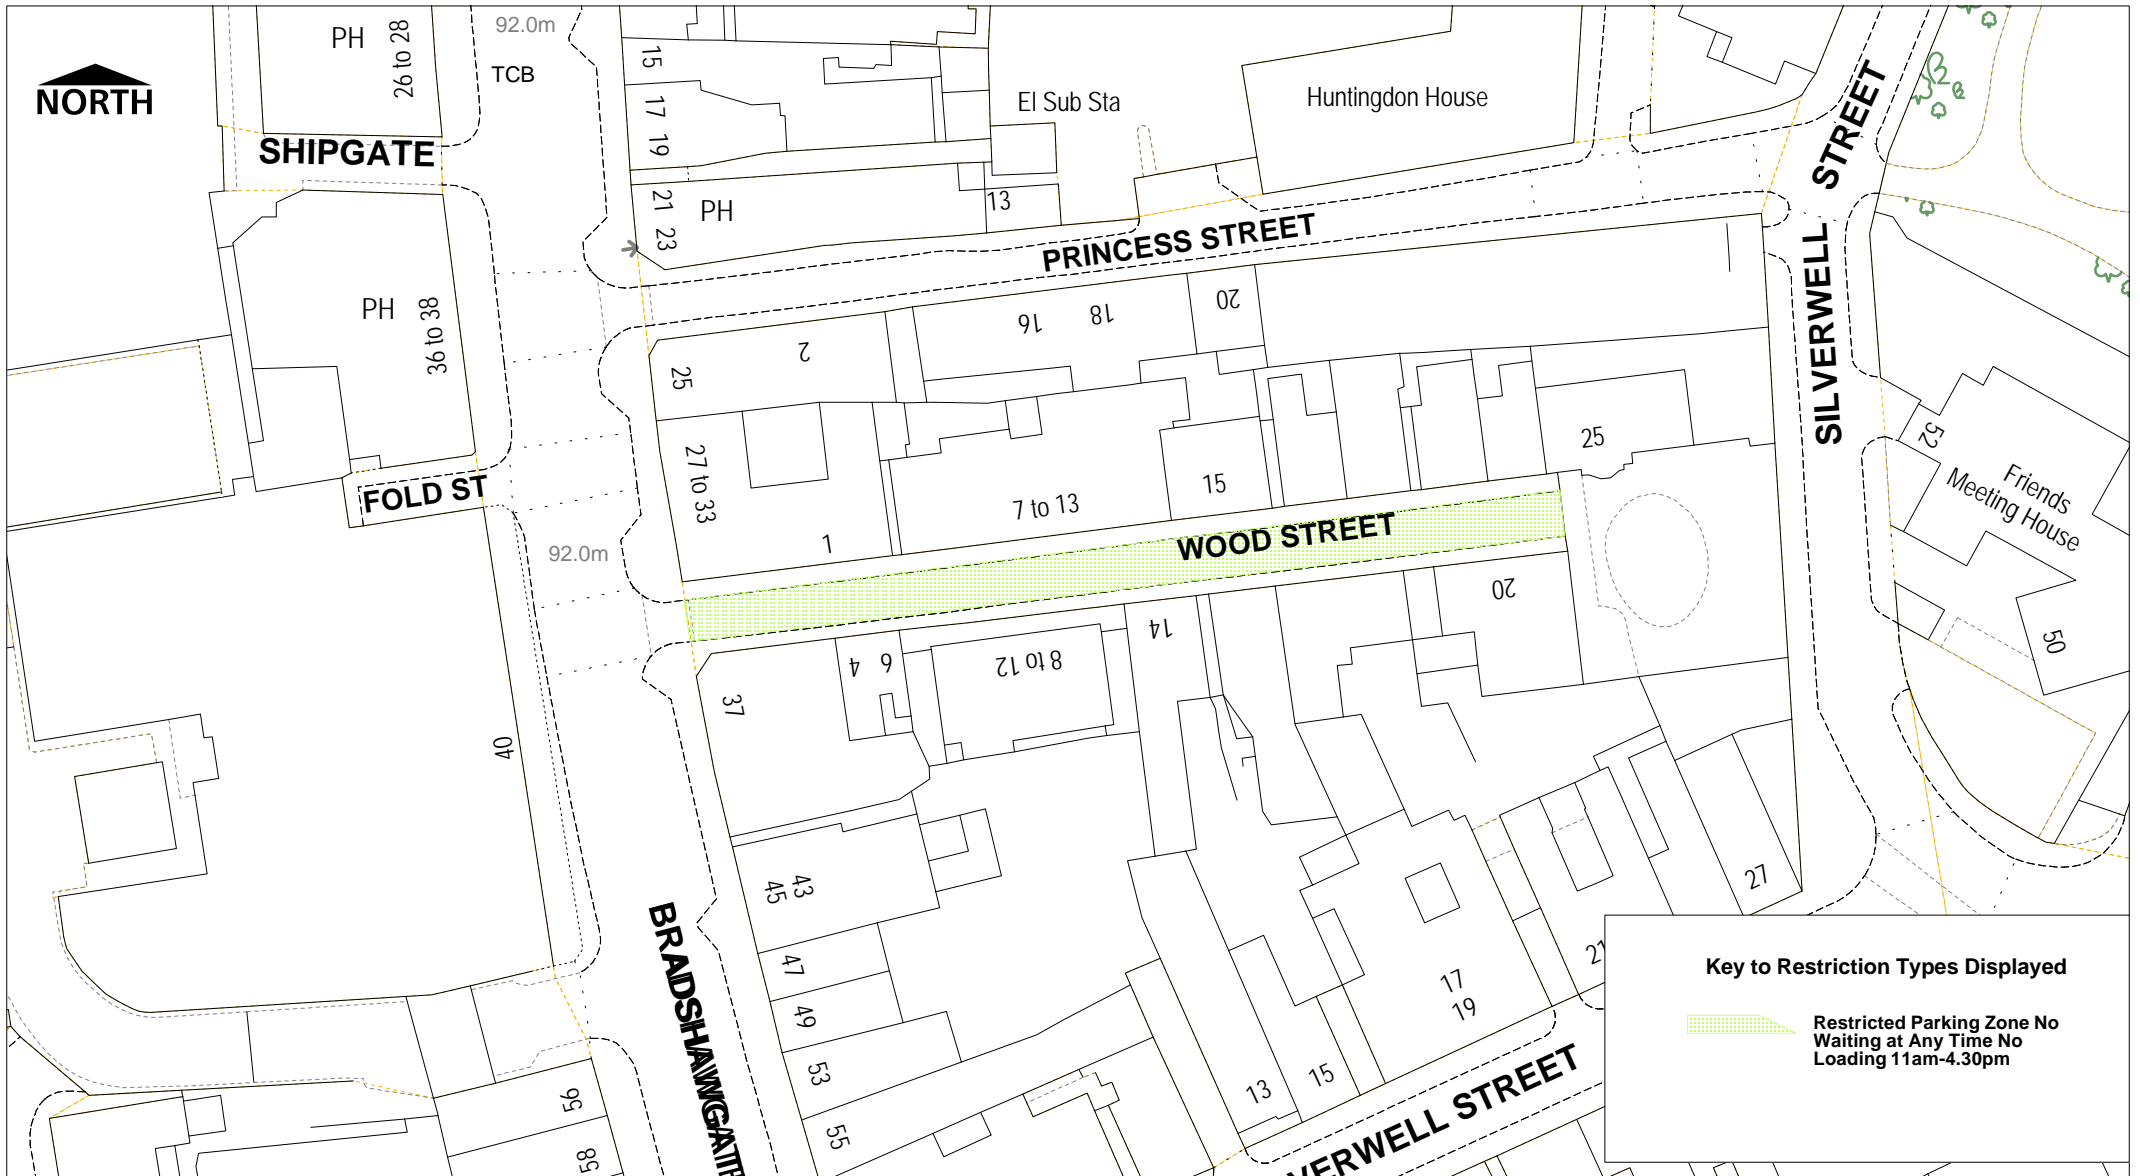 NORTH
PH
26 to 28
92.0m
TCB
SHIPGATE
15
17
19
21
23
PH
13
El Sub Sta
Huntingdon House
PRINCESS STREET
SILVERWELL STREET
PH
36 to 38
FOLD ST
92.0m
25
2
16
18
20
27 to 33
1
7 to 13
15
25
WOOD STREET
52
Friends
Meeting House
50
37
4
6
8 to 12
14
20
40
43
45
47
49
53
55
56
58
BRADSHAWGATE
13
15
17
19
21
27
VERWELL STREET
Key to Restriction Types Displayed
Restricted Parking Zone No
Waiting at Any Time No
Loading 11am-4.30pm